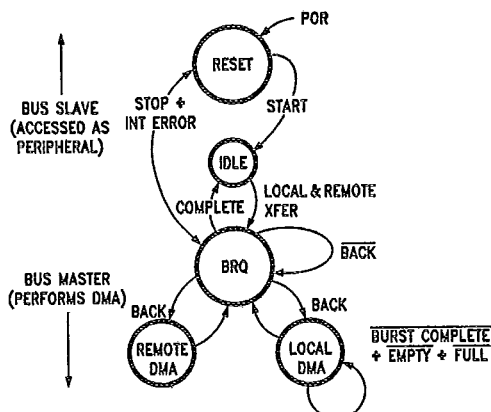 POR
RESET
BUS SLAVE
(ACCESSED AS
PERIPHERAL)
STOP +
INT ERROR
START
IDLE
COMPLETE
LOCAL & REMOTE
XFER
BRQ
BACK
BUS MASTER
(PERFORMS DMA)
BACK
BACK
REMOTE
DMA
LOCAL
DMA
BURST COMPLETE
+ EMPTY + FULL